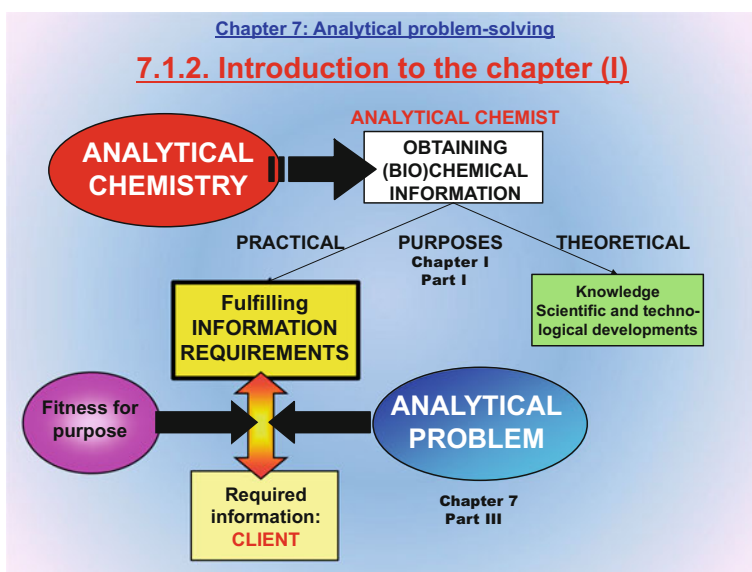 Chapter 7: Analytical problem-solving
7.1.2. Introduction to the chapter (I)
ANALYTICAL CHEMIST
ANALYTICAL
CHEMISTRY
OBTAINING
(BIO)CHEMICAL
INFORMATION
PRACTICAL
PURPOSES
THEORETICAL
Chapter I
Part I
Fulfilling
INFORMATION
REQUIREMENTS
Knowledge
Scientific and techno-
logical developments
Fitness for
purpose
ANALYTICAL
PROBLEM
Required
information:
CLIENT
Chapter 7
Part III